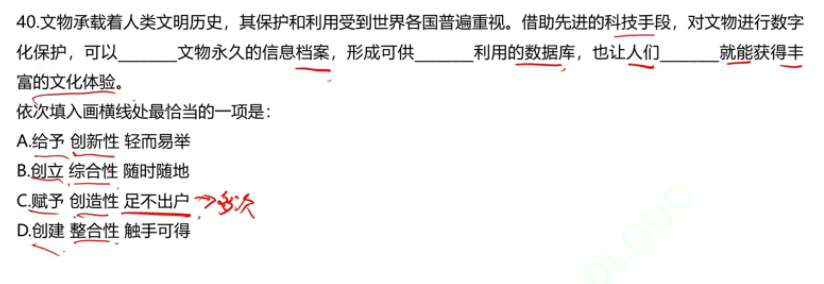 40.文物承载着人类文明历史，其保护和利用受到世界各国普遍重视。借助先进的科技手段，对文物进行数字
化保护，可以_______文物永久的信息档案，形成可供_______利用的数据库，也让人们_______就能获得丰
富的文化体验。
依次填入画横线处最恰当的一项是：
A.给予 创新性 轻而易举
B.创立 综合性 随时随地
C.赋予 创造性 足不出户
D.创建 整合性 触手可得
DLOUC